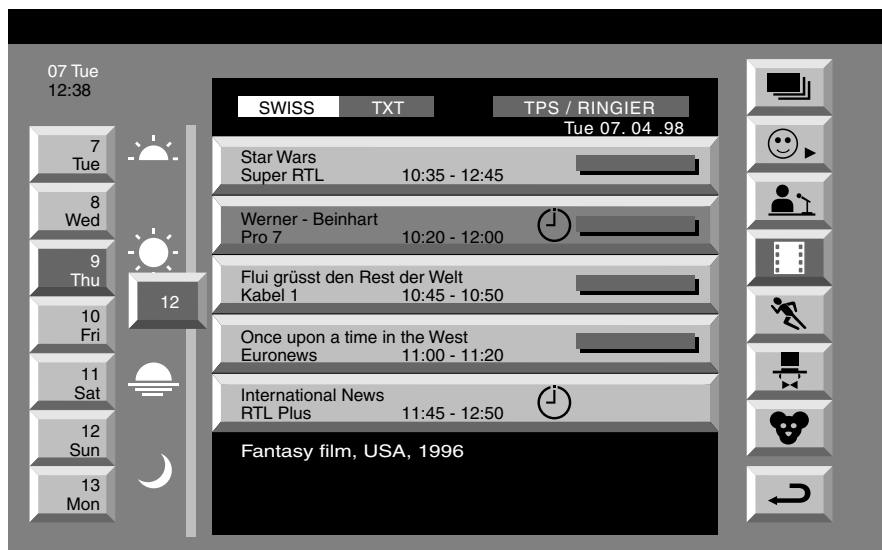 07 Tue
12:38
SWISS TXT TPS / RINGIER
Tue 07. 04 .98
7
Tue
8
Wed
9
Thu
10
Fri
11
Sat
12
Sun
13
Mon
12
Star Wars
Super RTL 10:35 - 12:45
Werner - Beinhart
Pro 7 10:20 - 12:00
Flui grüsst den Rest der Welt
Kabel 1 10:45 - 10:50
Once upon a time in the West
Euronews 11:00 - 11:20
International News
RTL Plus 11:45 - 12:50
Fantasy film, USA, 1996